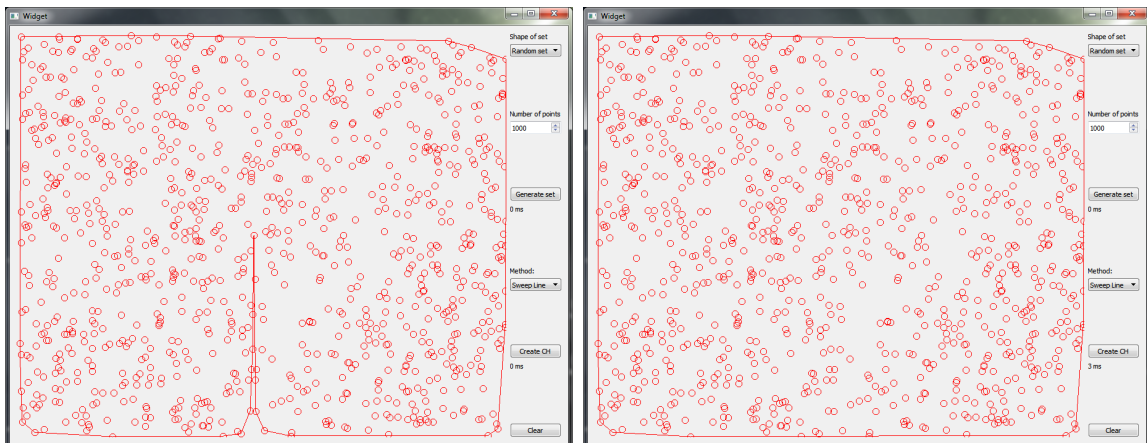 Widget
Shape of set
Random set
Number of points
1000
Generate set
0 ms
Method:
Sweep Line
Create CH
0 ms
Clear
Widget
Shape of set
Random set
Number of points
1000
Generate set
0 ms
Method:
Sweep Line
Create CH
3 ms
Clear